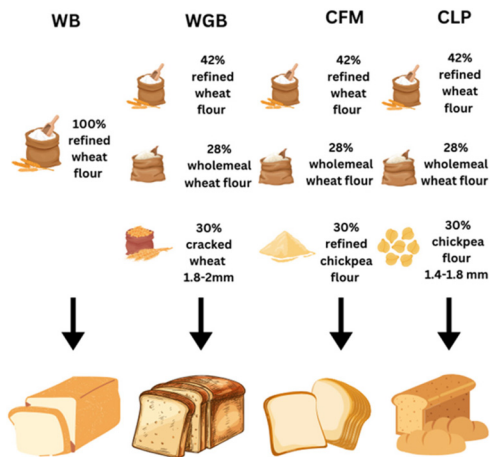 WB
WGB
CFM
CLP
100%
refined
wheat
flour
42%
refined
wheat
flour
28%
wholemeal
wheat flour
30%
cracked
wheat
1.8-2mm
42%
refined
wheat
flour
28%
wholemeal
wheat flour
30%
refined
chickpea
flour
42%
refined
wheat
flour
28%
wholemeal
wheat flour
30%
chickpea
flour
1.4-1.8 mm